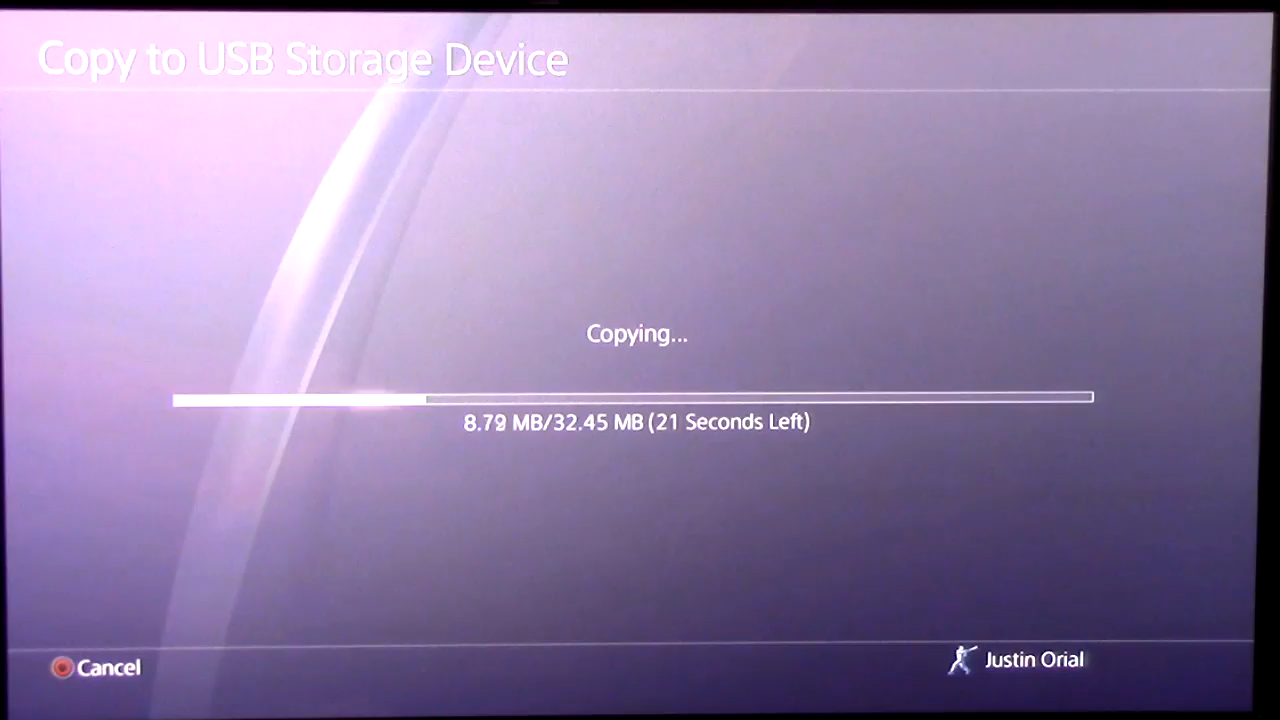 Copy to USB Storage Device
Copying...
8.79 MB/32.45 MB (21 Seconds Left)
Cancel
Justin Orial